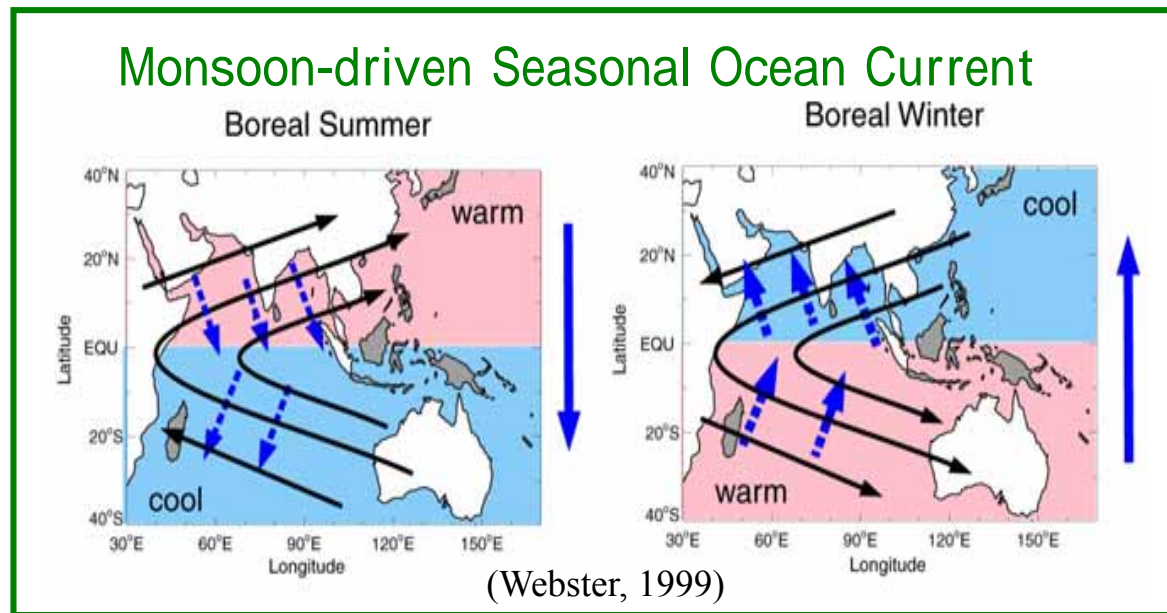 Monsoon-driven Seasonal Ocean Current
Boreal Summer
40°N
20°N
EQU
20°S
40°S
Latitude
warm
cool
30°E 60°E 90°E 120°E 150°E
Longitude
Boreal Winter
40°N
20°N
EQU
20°S
40°S
Latitude
cool
warm
30°E 60°E 90°E 120°E 150°E
Longitude
(Webster, 1999)